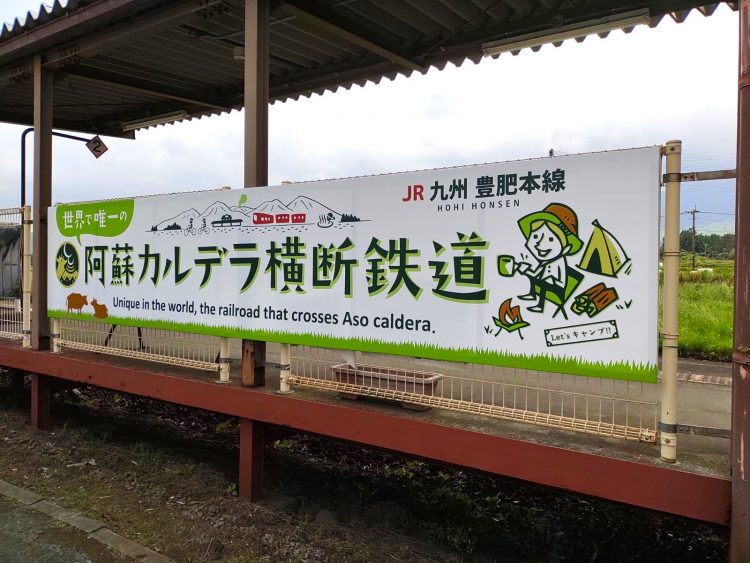 2
世界で唯一の
JR 九州 豊肥本線
HOHI HONSEN
阿蘇カルデラ横断鉄道
Unique in the world, the railroad that crosses Aso caldera.
Let's キャンプ!!